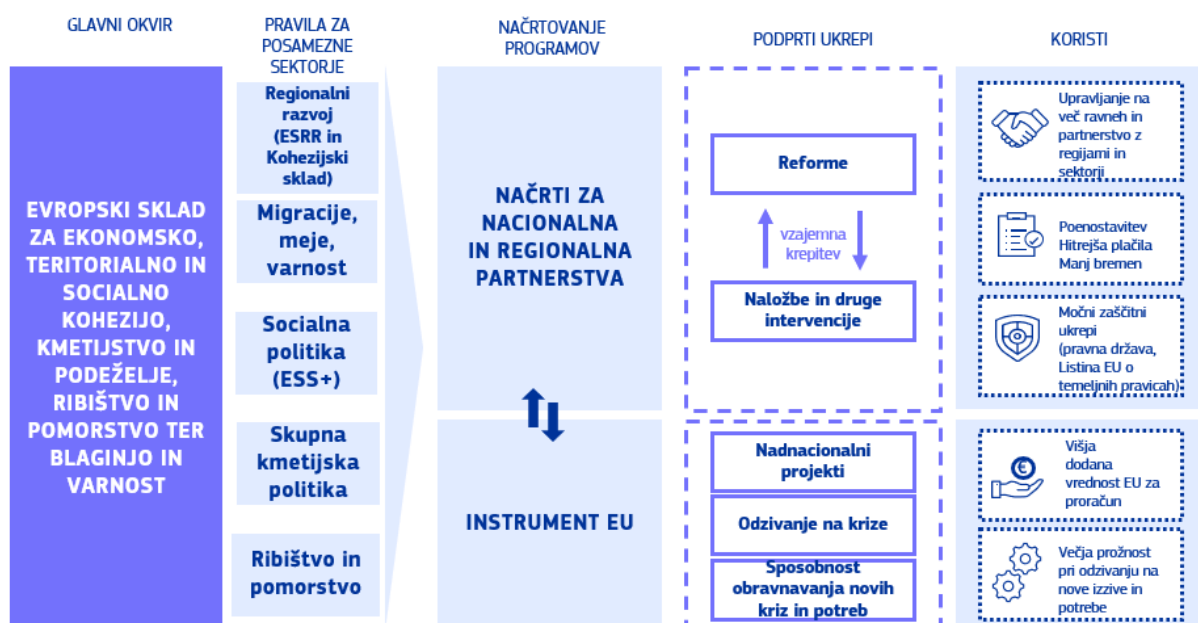 GLAVNI OKVIR
PRAVILA ZA
POSAMEZNE
SEKTORJE
NAČRTOVANJE
PROGRAMOV
PODPRTI UKREPI
KORISTI
EVROPSKI SKLAD
ZA EKONOMSKO,
TERITORIALNO IN
SOCIALNO
KOHEZIJO,
KMETIJSTVO IN
PODEŽELJE,
RIBIŠTVO IN
POMORSTVO TER
BLAGINJO IN
VARNOST
Regionalni
razvoj
(ESRR in
Kohezijski
sklad)
Migracije,
meje,
varnost
Socialna
politika
(ESS+)
Skupna
kmetijska
politika
Ribištvo in
pomorstvo
NAČRTI ZA
NACIONALNA
IN REGIONALNA
PARTNERSTVA
INSTRUMENT EU
Reforme
vzajemna
krepitev
Naložbe in druge
intervencije
Nadnacionalni
projekti
Odzivanje na krize
Sposobnost
obravnavanja novih
kriz in potreb
Upravljanje na
več ravneh in
partnerstvo z
regijami in
sektorji
Poenostavitev
Hitrejša plačila
Manj bremen
Močni zaščitni
ukrepi
(pravna država,
Listina EU o
temeljnih pravicah)
Višja
dodana
vrednost EU za
proračun
Večja prožnost
pri odzivanju na
nove izzive in
potrebe